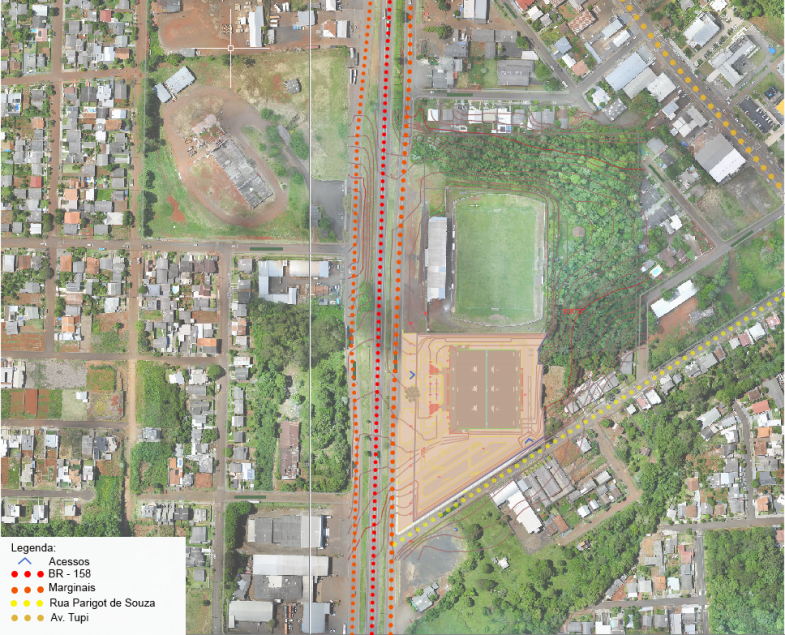 Legenda:
Acessos
BR - 158
Marginais
Rua Parigot de Souza
Av. Tupi